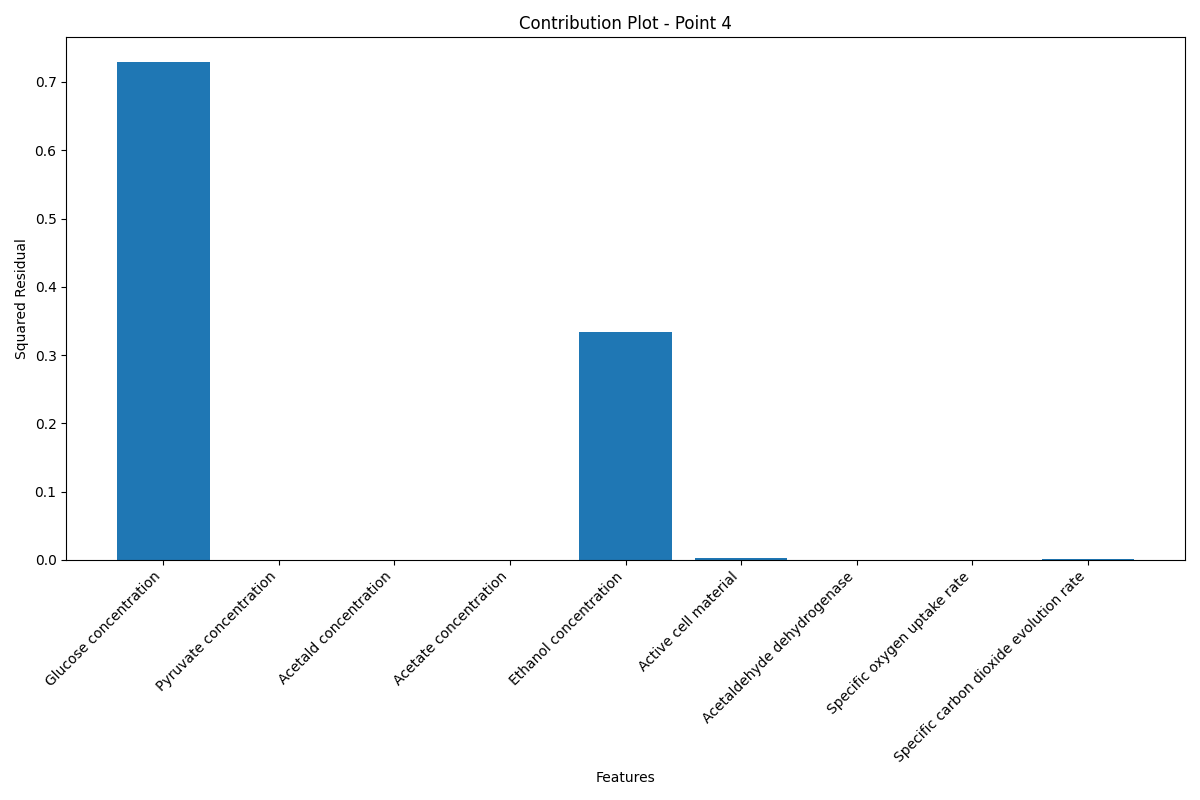 Contribution Plot - Point 4
Squared Residual
0.7
0.6
0.5
0.4
0.3
0.2
0.1
0.0
Glucose concentration
Pyruvate concentration
Acetald concentration
Acetate concentration
Ethanol concentration
Active cell material
Acetaldehyde dehydrogenase
Specific oxygen uptake rate
Specific carbon dioxide evolution rate
Features